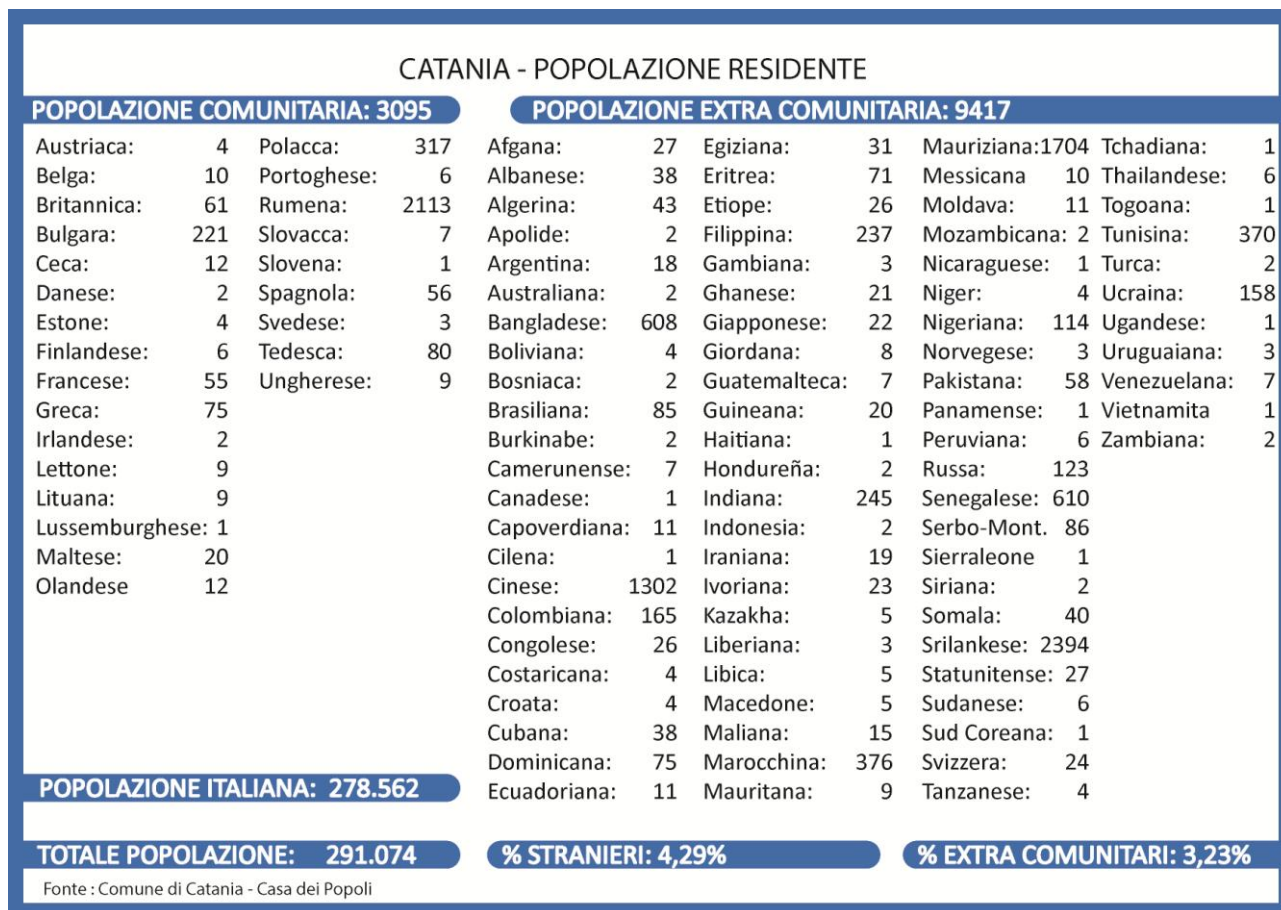 CATANIA - POPOLAZIONE RESIDENTE
POPOLAZIONE COMUNITARIA: 3095
Austriaca: 4
Belga: 10
Britannica: 61
Bulgara: 221
Ceca: 12
Danese: 2
Estone: 4
Finlandese: 6
Francese: 55
Greca: 75
Irlandese: 2
Lettone: 9
Lituana: 9
Lussemburghese: 1
Maltese: 20
Olandese 12
Polacca: 317
Portoghese: 6
Rumena: 2113
Slovacca: 7
Slovena: 1
Spagnola: 56
Svedese: 3
Tedesca: 80
Ungherese: 9
POPOLAZIONE EXTRA COMUNITARIA: 9417
Afgana: 27
Albanese: 38
Algerina: 43
Apolide: 2
Argentina: 18
Australiana: 2
Bangladese: 608
Boliviana: 4
Bosniaca: 2
Brasiliana: 85
Burkinabe: 2
Camerunense: 7
Canadese: 1
Capoverdiana: 11
Cilena: 1
Cinese: 1302
Colombiana: 165
Congolese: 26
Costaricana: 4
Croata: 4
Cubana: 38
Dominicana: 75
Ecuadoriana: 11
Egiziana: 31
Eritrea: 71
Etiope: 26
Filippina: 237
Gambiana: 3
Ghanese: 21
Giapponese: 22
Giordana: 8
Guatemalteca: 7
Guineana: 20
Haitiana: 1
Hondureña: 2
Indiana: 245
Indonesia: 2
Iraniana: 19
Ivoriana: 23
Kazakha: 5
Liberiana: 3
Libica: 5
Macedone: 5
Maliana: 15
Marocchina: 376
Mauritana: 9
Mauriziana:1704
Messicana 10
Moldava: 11
Mozambicana: 2
Nicaraguese: 1
Niger: 4
Nigeriana: 114
Norvegese: 3
Pakistana: 58
Panamense: 1
Peruviana: 6
Russa: 123
Senegalese: 610
Serbo-Mont. 86
Sierraleone 1
Siriana: 2
Somala: 40
Srilankese: 2394
Statunitense: 27
Sudanese: 6
Sud Coreana: 1
Svizzera: 24
Tanzanese: 4
Tchadiana: 1
Thailandese: 6
Togoana: 1
Tunisina: 370
Turca: 2
Ucraina: 158
Ugandese: 1
Uruguaiana: 3
Venezuelana: 7
Vietnamita 1
Zambiana: 2
POPOLAZIONE ITALIANA: 278.562
TOTALE POPOLAZIONE: 291.074
% STRANIERI: 4,29%
% EXTRA COMUNITARI: 3,23%
Fonte : Comune di Catania - Casa dei Popoli